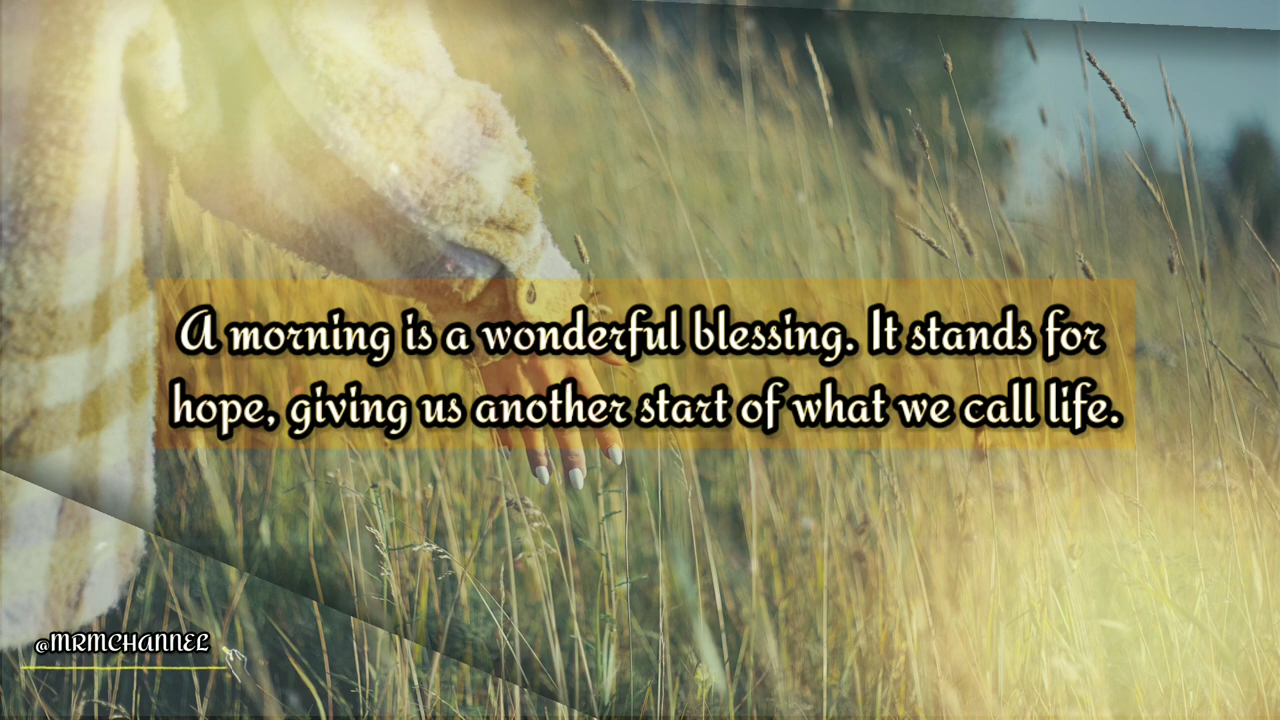 A morning is a wonderful blessing. It stands for
hope, giving us another start of what we call life.
@MRMCHANNEL